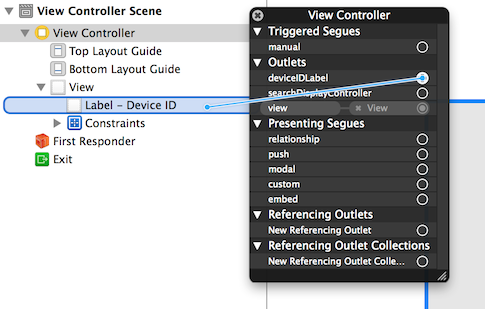 View Controller Scene
View Controller
Top Layout Guide
Bottom Layout Guide
View
Label – Device ID
Constraints
First Responder
Exit
View Controller
Triggered Segues
manual
Outlets
deviceIDLabel
searchDisplayController
view View
Presenting Segues
relationship
push
modal
custom
embed
Referencing Outlets
New Referencing Outlet
Referencing Outlet Collections
New Referencing Outlet Colle...